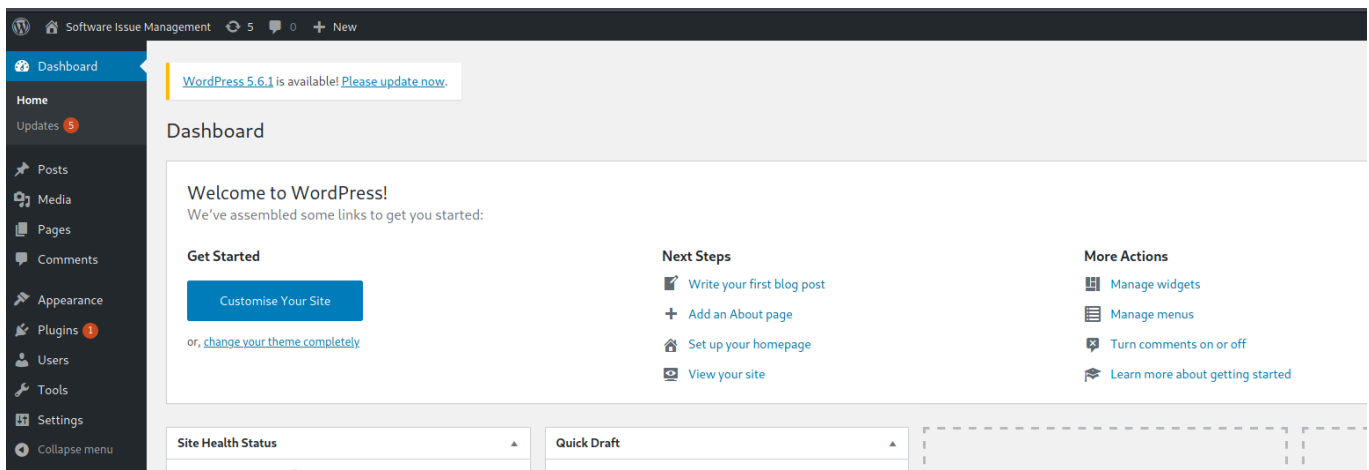 Software Issue Management 5 0 New
Dashboard
Home
Updates 5
Posts
Media
Pages
Comments
Appearance
Plugins 1
Users
Tools
Settings
Collapse menu
WordPress 5.6.1 is available! Please update now.
Dashboard
Welcome to WordPress!
We've assembled some links to get you started:
Get Started
Customise Your Site
or, change your theme completely
Next Steps
Write your first blog post
Add an About page
Set up your homepage
View your site
More Actions
Manage widgets
Manage menus
Turn comments on or off
Learn more about getting started
Site Health Status
Quick Draft